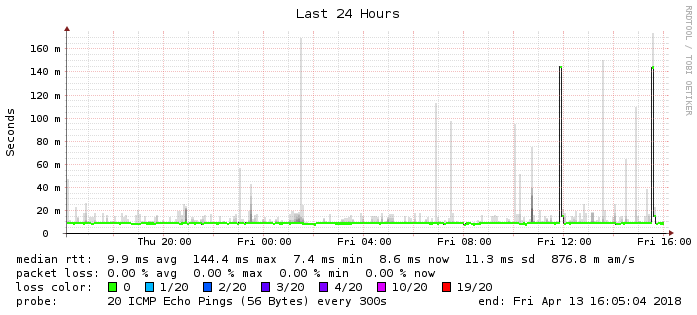 Last 24 Hours
RRDTOOL / TOBI OETIKER
Seconds
160 m
140 m
120 m
100 m
80 m
60 m
40 m
20 m
0
Thu 20:00 Fri 00:00 Fri 04:00 Fri 08:00 Fri 12:00 Fri 16:00
median rtt: 9.9 ms avg 144.4 ms max 7.4 ms min 8.6 ms now 11.3 ms sd 876.8 m am/s
packet loss: 0.00 % avg 0.00 % max 0.00 % min 0.00 % now
loss color: 0 1/20 2/20 3/20 4/20 10/20 19/20
probe: 20 ICMP Echo Pings (56 Bytes) every 300s end: Fri Apr 13 16:05:04 2018